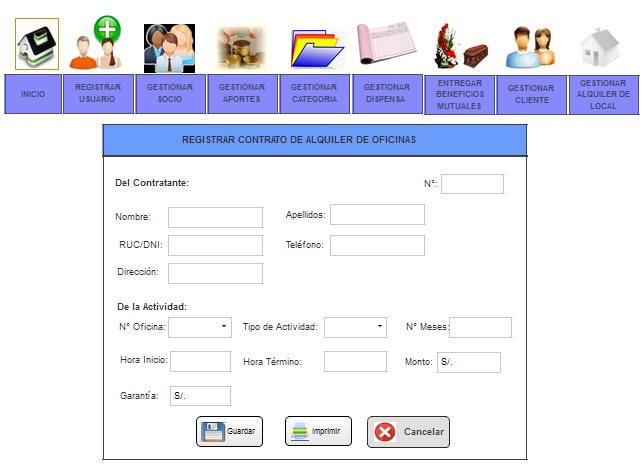 INICIO
REGISTRAR
USUARIO
GESTIONAR
SOCIO
GESTIONAR
APORTES
GESTIONAR
CATEGORIA
GESTIONAR
DISPENSA
ENTREGAR
BENEFICIOS
MUTUALES
GESTIONAR
CLIENTE
GESTIONAR
ALQUILER DE
LOCAL
REGISTRAR CONTRATO DE ALQUILER DE OFICINAS
Del Contratante: N°:
Nombre: Apellidos:
RUC/DNI: Teléfono:
Dirección:
De la Actividad:
N° Oficina: Tipo de Actividad: N° Meses:
Hora Inicio: Hora Término: Monto: S/.
Garantía: S/.
Guardar Imprimir Cancelar